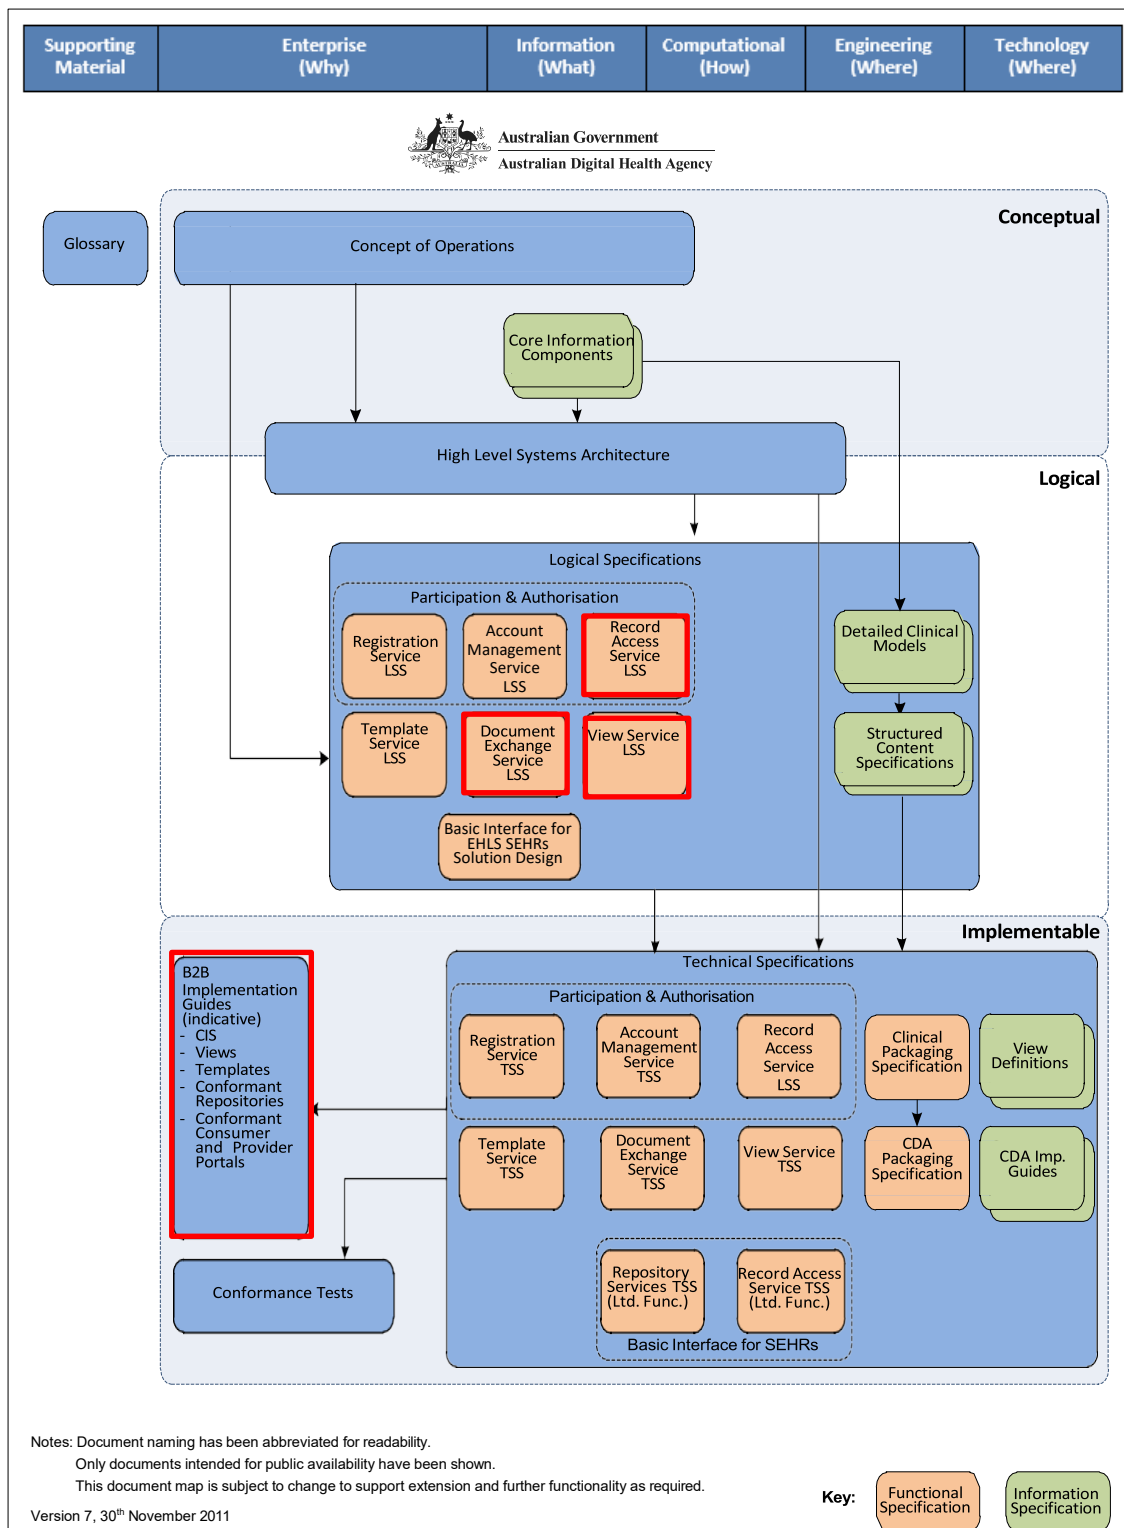 Supporting
Material
Enterprise
(Why)
Information
(What)
Computational
(How)
Engineering
(Where)
Technology
(Where)
Australian Government
Australian Digital Health Agency
Conceptual
Glossary
Concept of Operations
Core Information
Components
High Level Systems Architecture
Logical
Logical Specifications
Participation & Authorisation
Registration
Service
LSS
Account
Management
Service
LSS
Record
Access
Service
LSS
Detailed Clinical
Models
Template
Service
LSS
Document
Exchange
Service
LSS
View Service
LSS
Structured
Content
Specifications
Basic Interface for
EHLS SEHRs
Solution Design
Implementable
B2B
Implementation
Guides
(indicative)
- CIS
- Views
- Templates
- Conformant
Repositories
- Conformant
Consumer
and Provider
Portals
Technical Specifications
Participation & Authorisation
Registration
Service
TSS
Account
Management
Service
TSS
Record
Access
Service
LSS
Clinical
Packaging
Specification
View
Definitions
Template
Service
TSS
Document
Exchange
Service
TSS
View Service
TSS
CDA
Packaging
Specification
CDA Imp.
Guides
Conformance Tests
Repository
Services TSS
(Ltd. Func.)
Record Access
Service TSS
(Ltd. Func.)
Basic Interface for SEHRs
Notes: Document naming has been abbreviated for readability.
Only documents intended for public availability have been shown.
This document map is subject to change to support extension and further functionality as required.
Version 7, 30th November 2011
Key:
Functional
Specification
Information
Specification